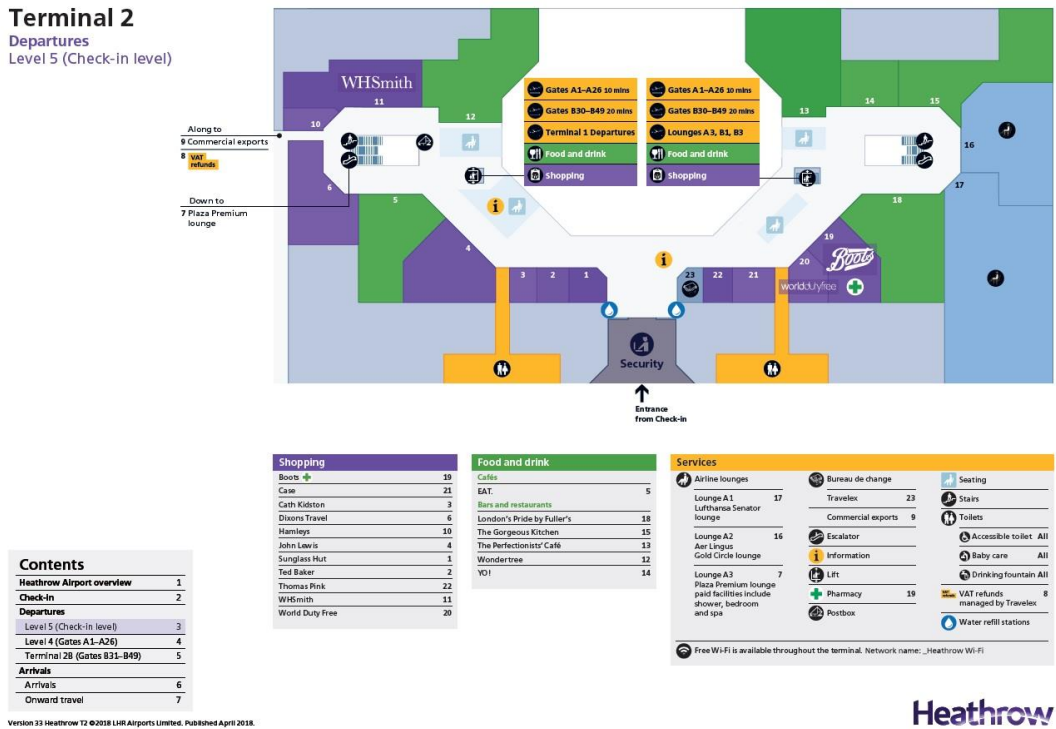 Terminal 2
Departures
Level 5 (Check-in level)
WHSmith
11
10
12
13
14
15
16
17
18
19
20
21
22
23
1
2
3
4
5
6
Gates A1–A26 10 mins
Gates B30–B49 20 mins
Terminal 1 Departures
Food and drink
Shopping
Gates A1–A26 10 mins
Gates B30–B49 20 mins
Lounges A3, B1, B3
Food and drink
Shopping
Along to
9 Commercial exports
8 VAT
refunds
Down to
7 Plaza Premium
lounge
i
i
Boots
worlddutyfree
Security
Entrance
from Check-in
Shopping
Boots 19
Case 21
Cath Kidston 3
Dixons Travel 6
Hamleys 10
John Lewis 4
Sunglass Hut 1
Ted Baker 2
Thomas Pink 22
WHSmith 11
World Duty Free 20
Food and drink
Cafés
EAT. 5
Bars and restaurants
London's Pride by Fuller's 18
The Gorgeous Kitchen 15
The Perfectionists' Café 13
Wondertree 12
YO! 14
Services
Airline lounges
Lounge A1 17
Lufthansa Senator
lounge
Lounge A2 16
Aer Lingus
Gold Circle lounge
Lounge A3 7
Plaza Premium lounge
paid facilities include
shower, bedroom
and spa
Bureau de change
Travelex 23
Commercial exports 9
Escalator
i Information
Lift
Pharmacy 19
Postbox
Seating
Stairs
Toilets
Accessible toilet All
Baby care All
Drinking fountain All
VAT refunds 8
managed by Travelex
Water refill stations
Free Wi-Fi is available throughout the terminal. Network name: _Heathrow Wi-Fi
Contents
Heathrow Airport overview 1
Check-in 2
Departures
Level 5 (Check-in level) 3
Level 4 (Gates A1–A26) 4
Terminal 2B (Gates B31–B49) 5
Arrivals
Arrivals 6
Onward travel 7
Version 33 Heathrow T2 ©2018 LHR Airports Limited. Published April 2018.
Heathrow